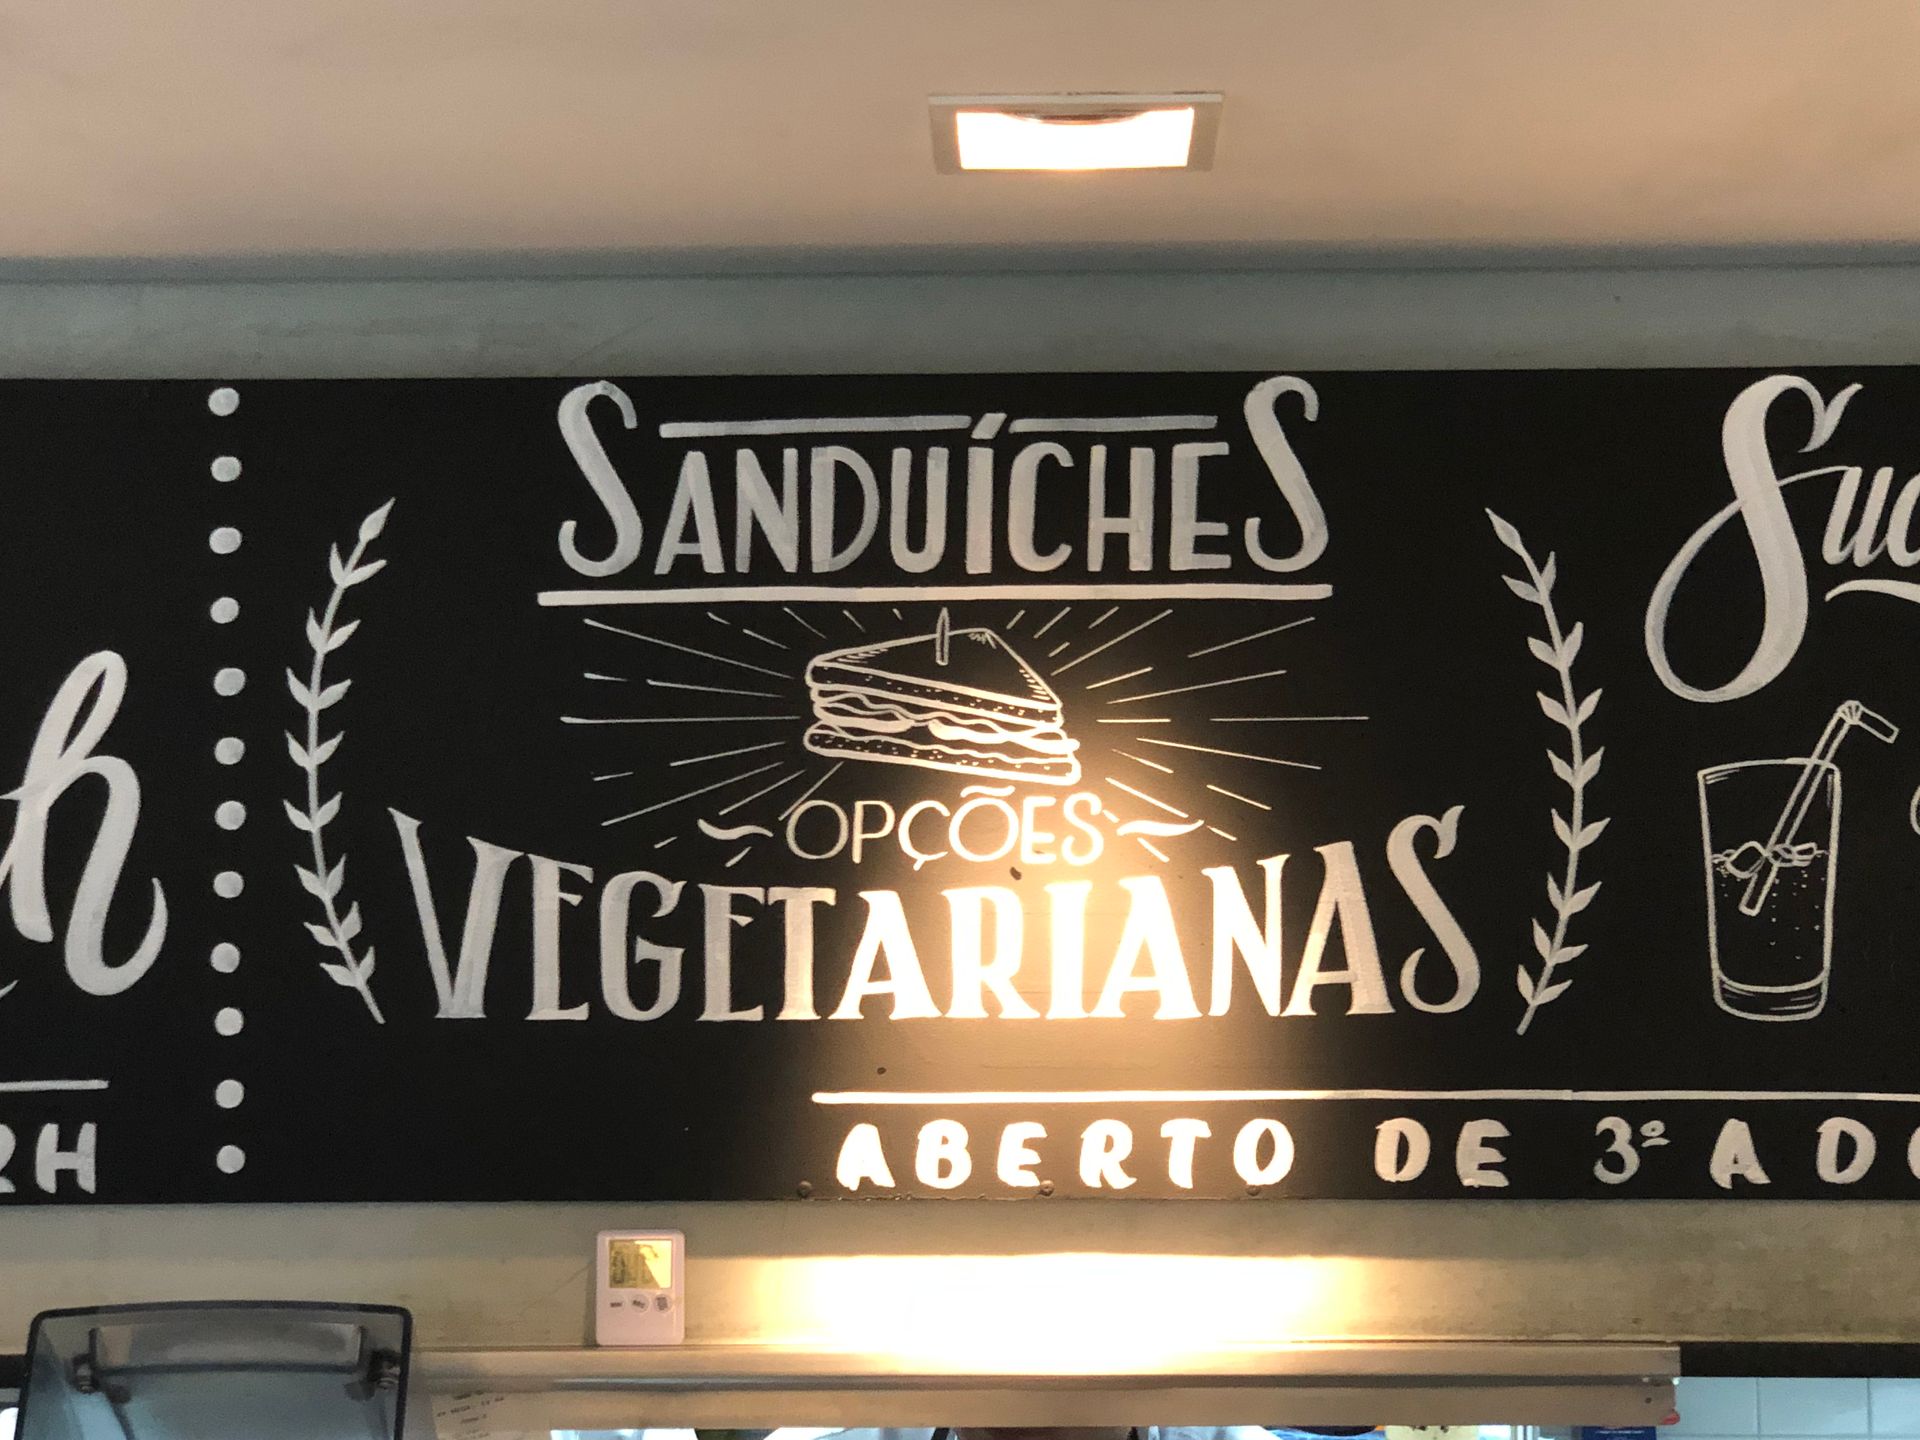 SANDUÍCHES
OPÇÕES
VEGETARIANAS
ABERTO DE 3ª A